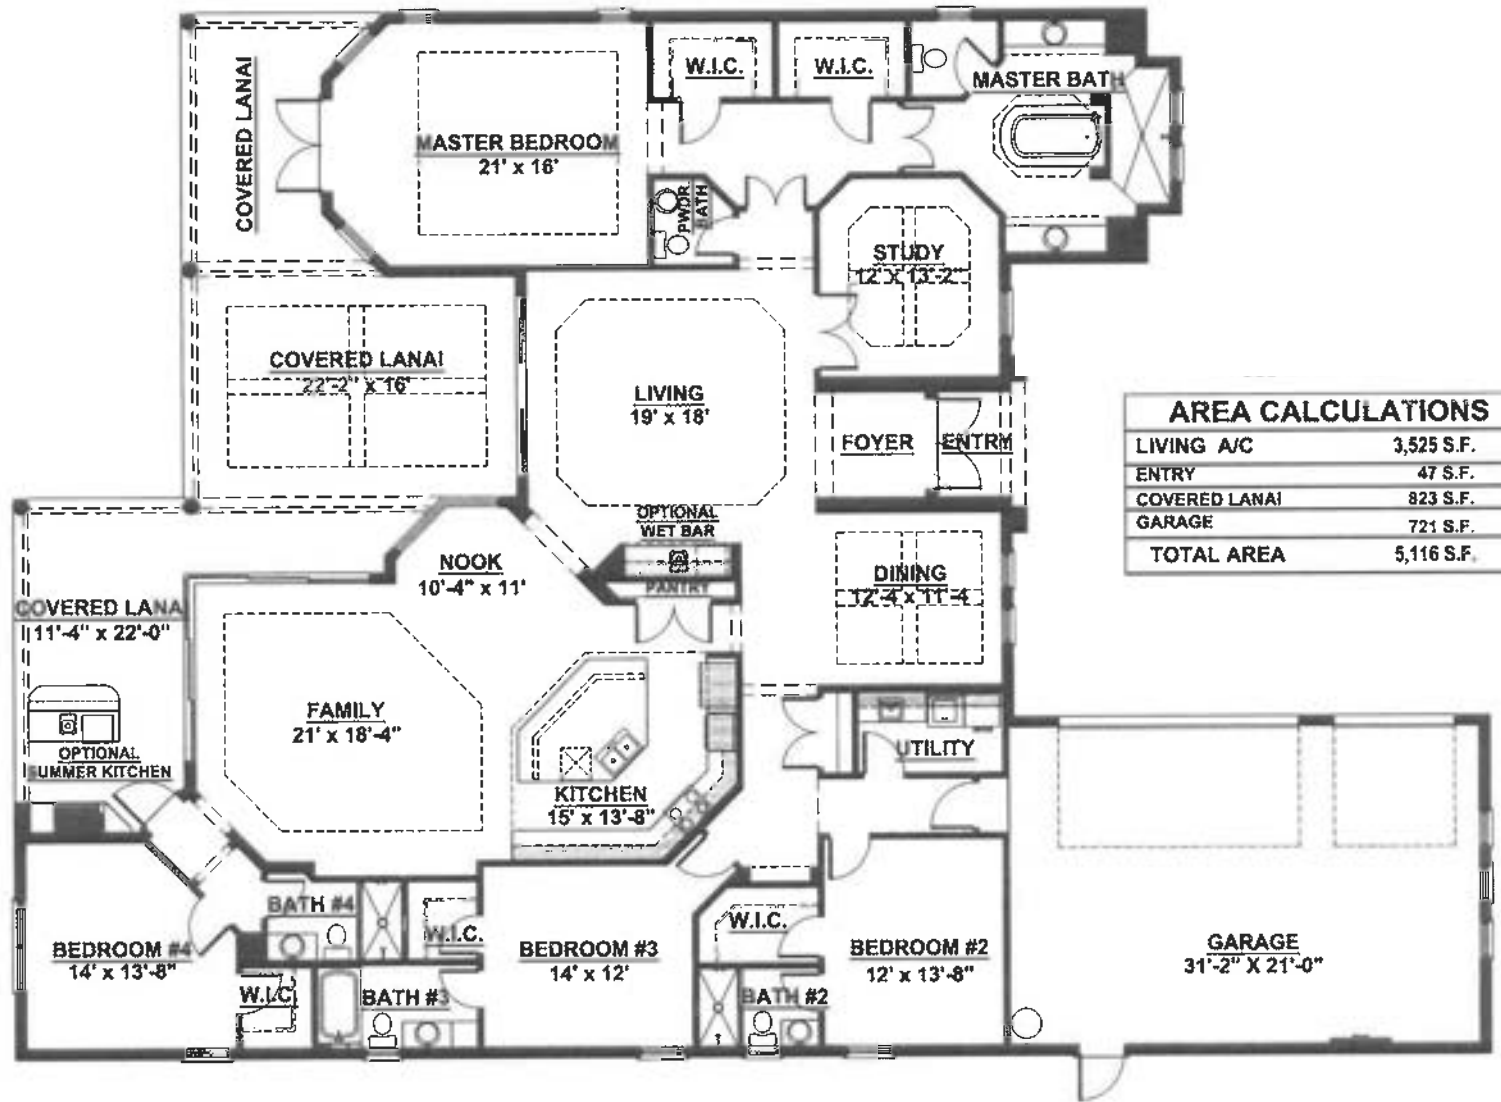 W.I.C.
W.I.C.
MASTER BATH
COVERED LANAI
MASTER BEDROOM
21' x 16'
PWDR.
BATH
STUDY
12' x 13'-2"
COVERED LANAI
22'-2" x 16'
LIVING
19' x 18'
FOYER
ENTRY
AREA CALCULATIONS
LIVING A/C 3,525 S.F.
ENTRY 47 S.F.
COVERED LANAI 823 S.F.
GARAGE 721 S.F.
TOTAL AREA 5,116 S.F.
OPTIONAL
WET BAR
NOOK
10'-4" x 11'
PANTRY
DINING
12'-4 x 11'-4
COVERED LANA
11'-4" x 22'-0"
FAMILY
21' x 18'-4"
OPTIONAL
SUMMER KITCHEN
UTILITY
KITCHEN
15' x 13'-8"
BATH #4
W.I.C.
BEDROOM #4
14' x 13'-8"
W.I.C
BATH #3
BEDROOM #3
14' x 12'
W.I.C.
BATH #2
BEDROOM #2
12' x 13'-8"
GARAGE
31'-2" X 21'-0"